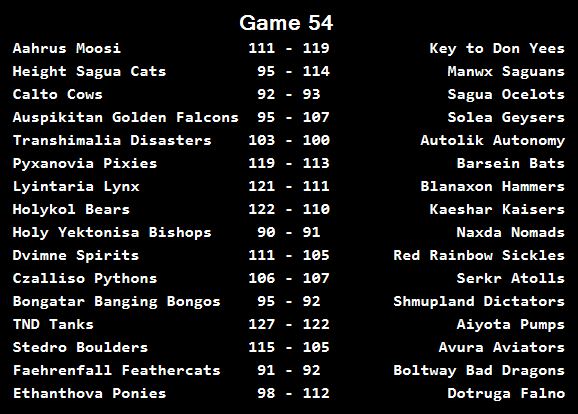 Game 54
Aahrus Moosi 111 - 119 Key to Don Yees
Height Sagua Cats 95 - 114 Manwx Saguans
Calto Cows 92 - 93 Sagua Ocelots
Auspikitan Golden Falcons 95 - 107 Solea Geysers
Transhimalia Disasters 103 - 100 Autolik Autonomy
Pyxanovia Pixies 119 - 113 Barsein Bats
Lyintaria Lynx 121 - 111 Blanaxon Hammers
Holykol Bears 122 - 110 Kaeshar Kaisers
Holy Yektonisa Bishops 90 - 91 Naxda Nomads
Dvimne Spirits 111 - 105 Red Rainbow Sickles
Czalliso Pythons 106 - 107 Serkr Atolls
Bongatar Banging Bongos 95 - 92 Shmupland Dictators
TND Tanks 127 - 122 Aiyota Pumps
Stedro Boulders 115 - 105 Avura Aviators
Faehrenfall Feathercats 91 - 92 Boltway Bad Dragons
Ethanthova Ponies 98 - 112 Dotruga Falno